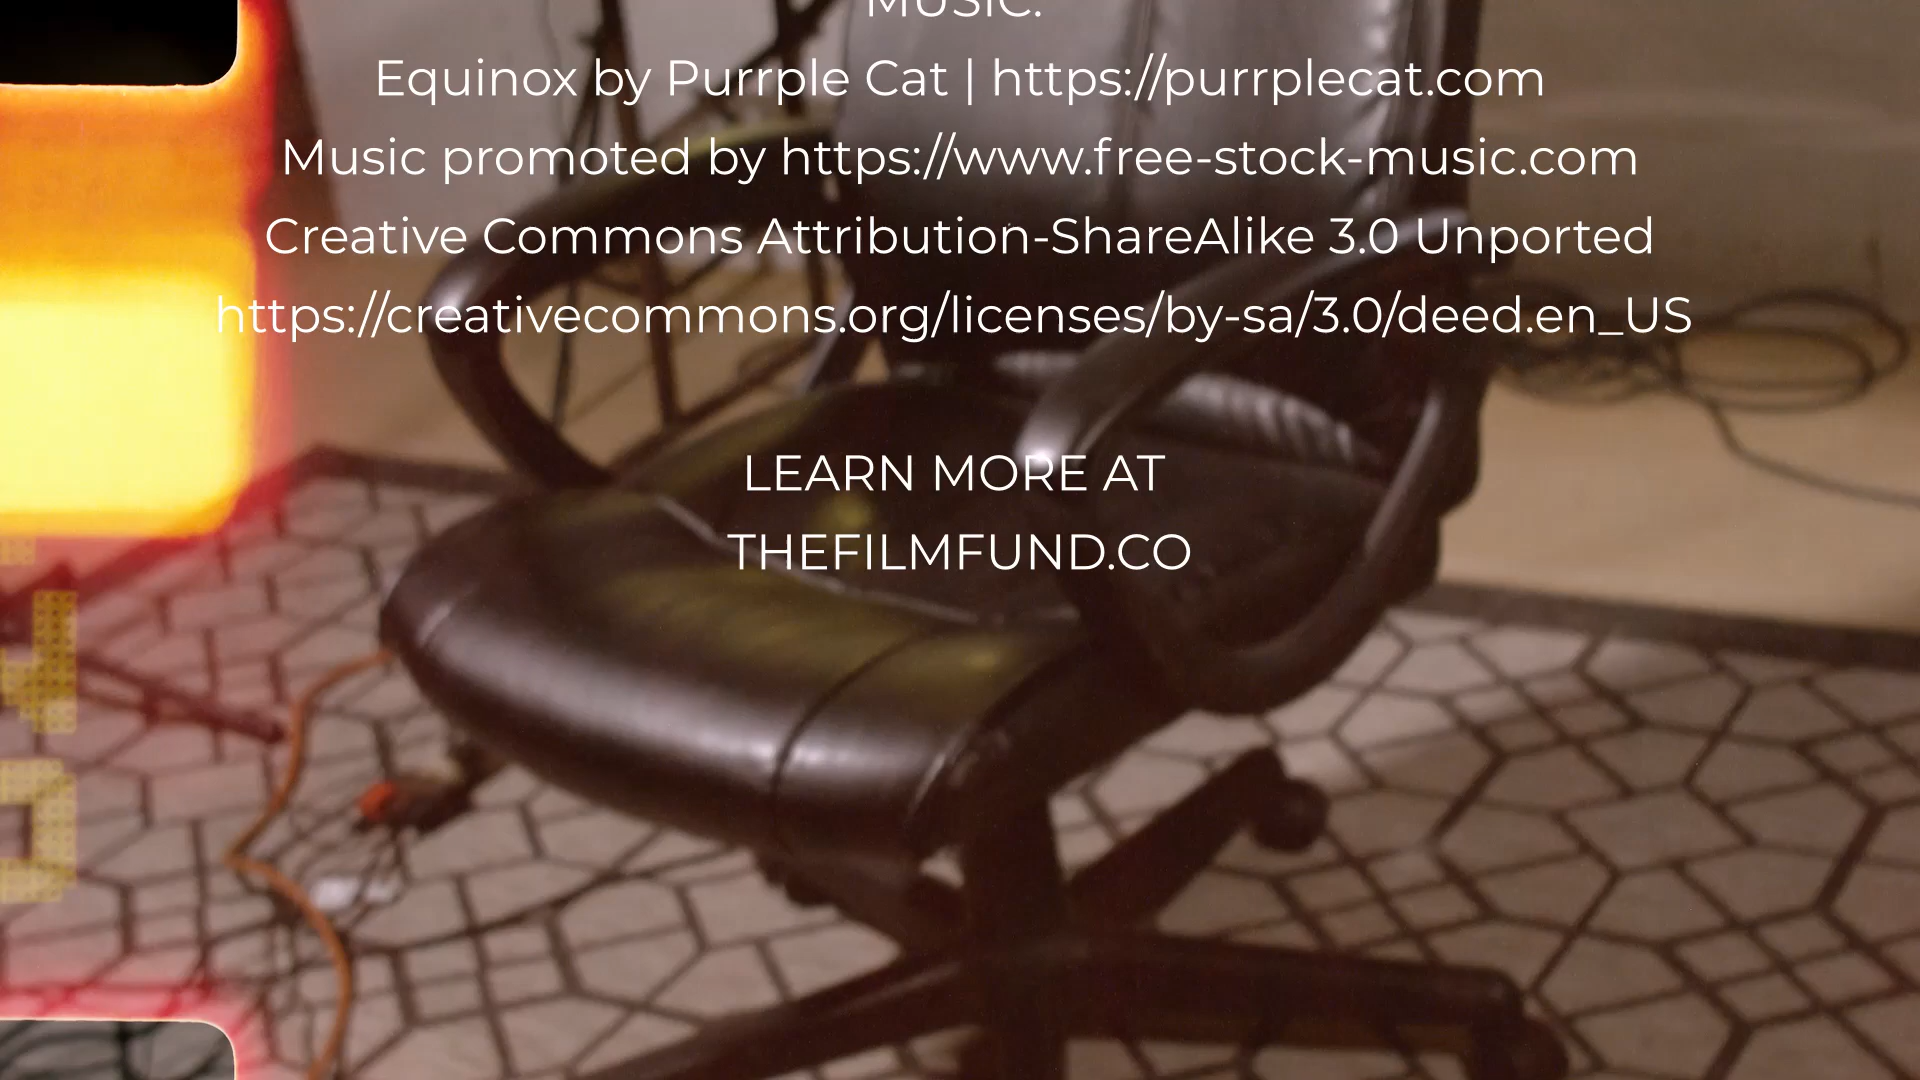 MUSIC:
Equinox by Purrple Cat | https://purrplecat.com
Music promoted by https://www.free-stock-music.com
Creative Commons Attribution-ShareAlike 3.0 Unported
https://creativecommons.org/licenses/by-sa/3.0/deed.en_US
LEARN MORE AT
THEFILMFUND.CO